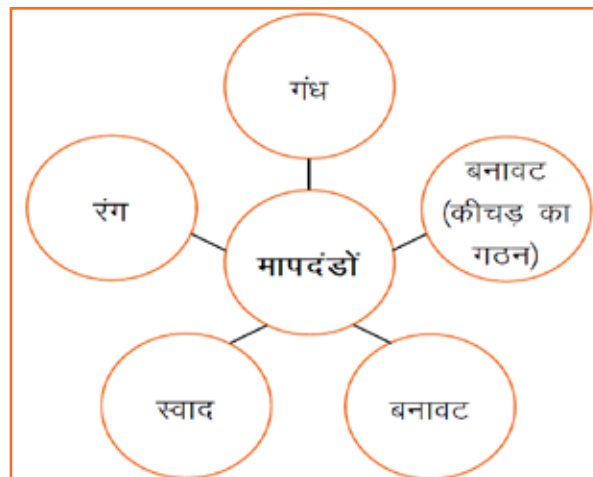 गंध
रंग
बनावट
(कीचड़ का
गठन)
मापदंडों
स्वाद
बनावट